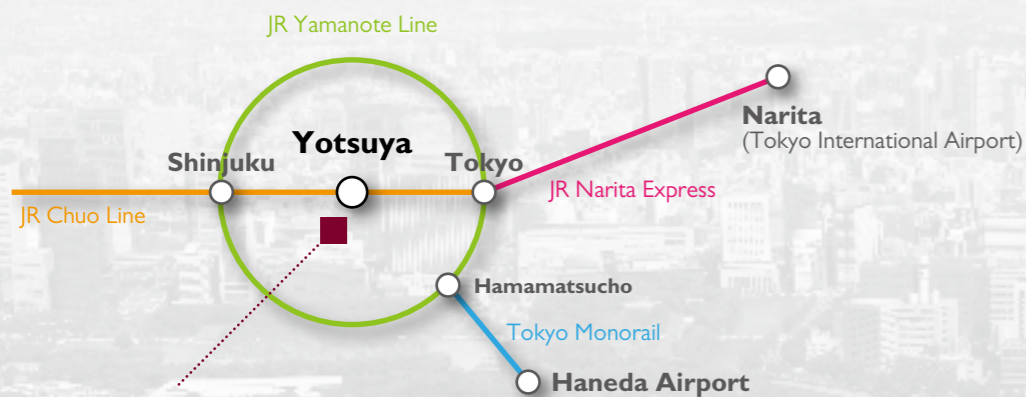 JR Yamanote Line
Narita
(Tokyo International Airport)
Yotsuya
Shinjuku
Tokyo
JR Narita Express
JR Chuo Line
Hamamatsucho
Tokyo Monorail
Haneda Airport